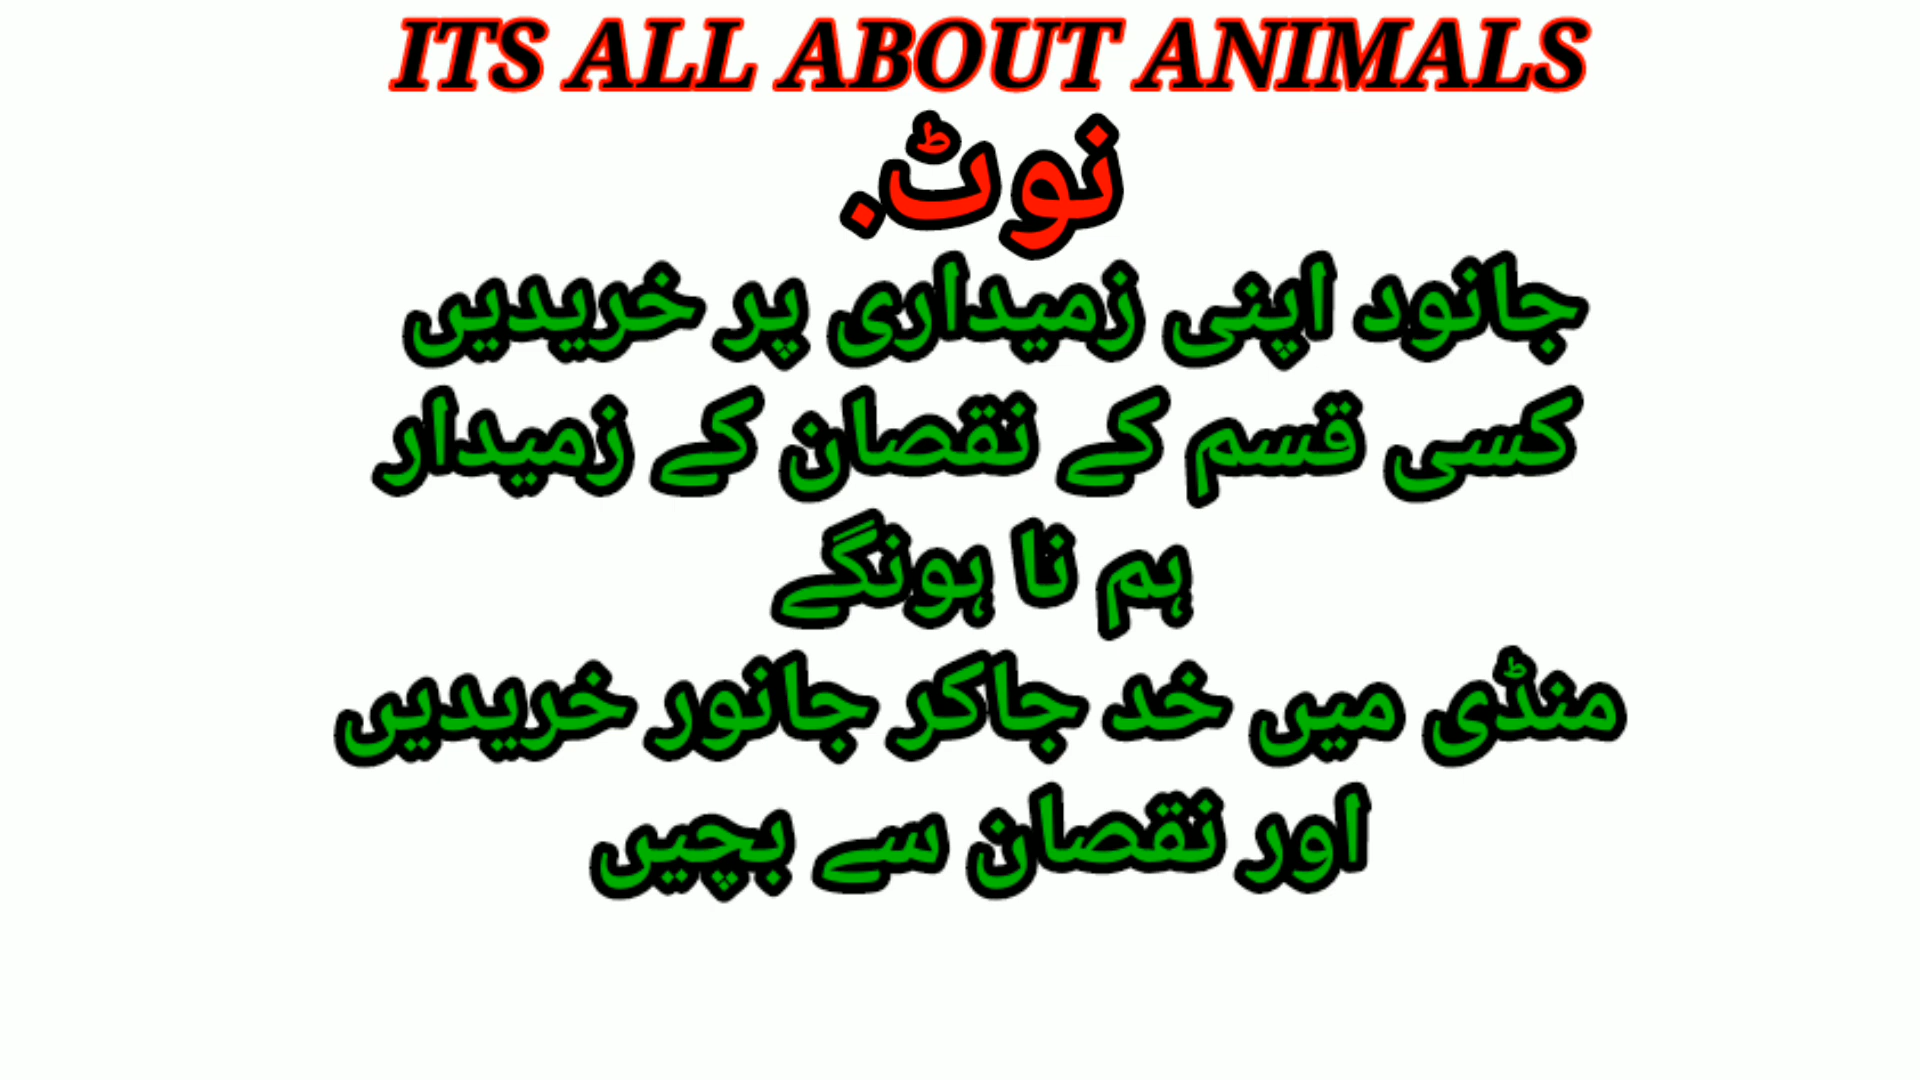 ITS ALL ABOUT ANIMALS
نوٹ.
جانود اپنی زمیداری پر خریدیں
کسی قسم کے نقصان کے زمیدار
ہم نا ہونگے
منڈی میں خد جاکر جانور خریدیں
اور نقصان سے بچیں